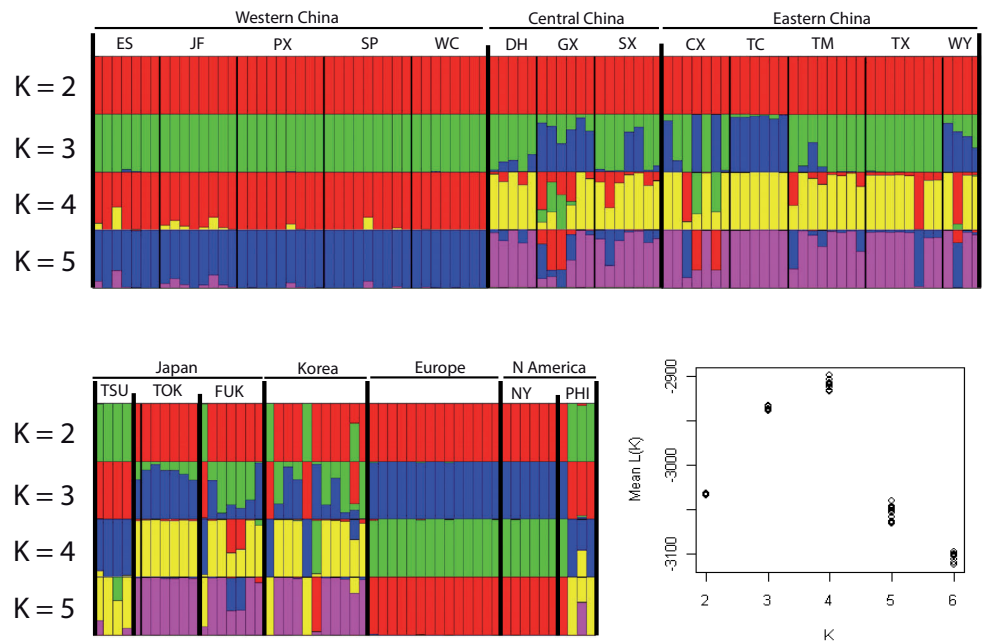 Western China Central China Eastern China
ES JF PX SP WC DH GX SX CX TC TM TX WY
K = 2
K = 3
K = 4
K = 5
Japan Korea Europe N America
TSU TOK FUK NY PHI
K = 2
K = 3
K = 4
K = 5
Mean L(K)
-2900
-3000
-3100
2 3 4 5 6
K